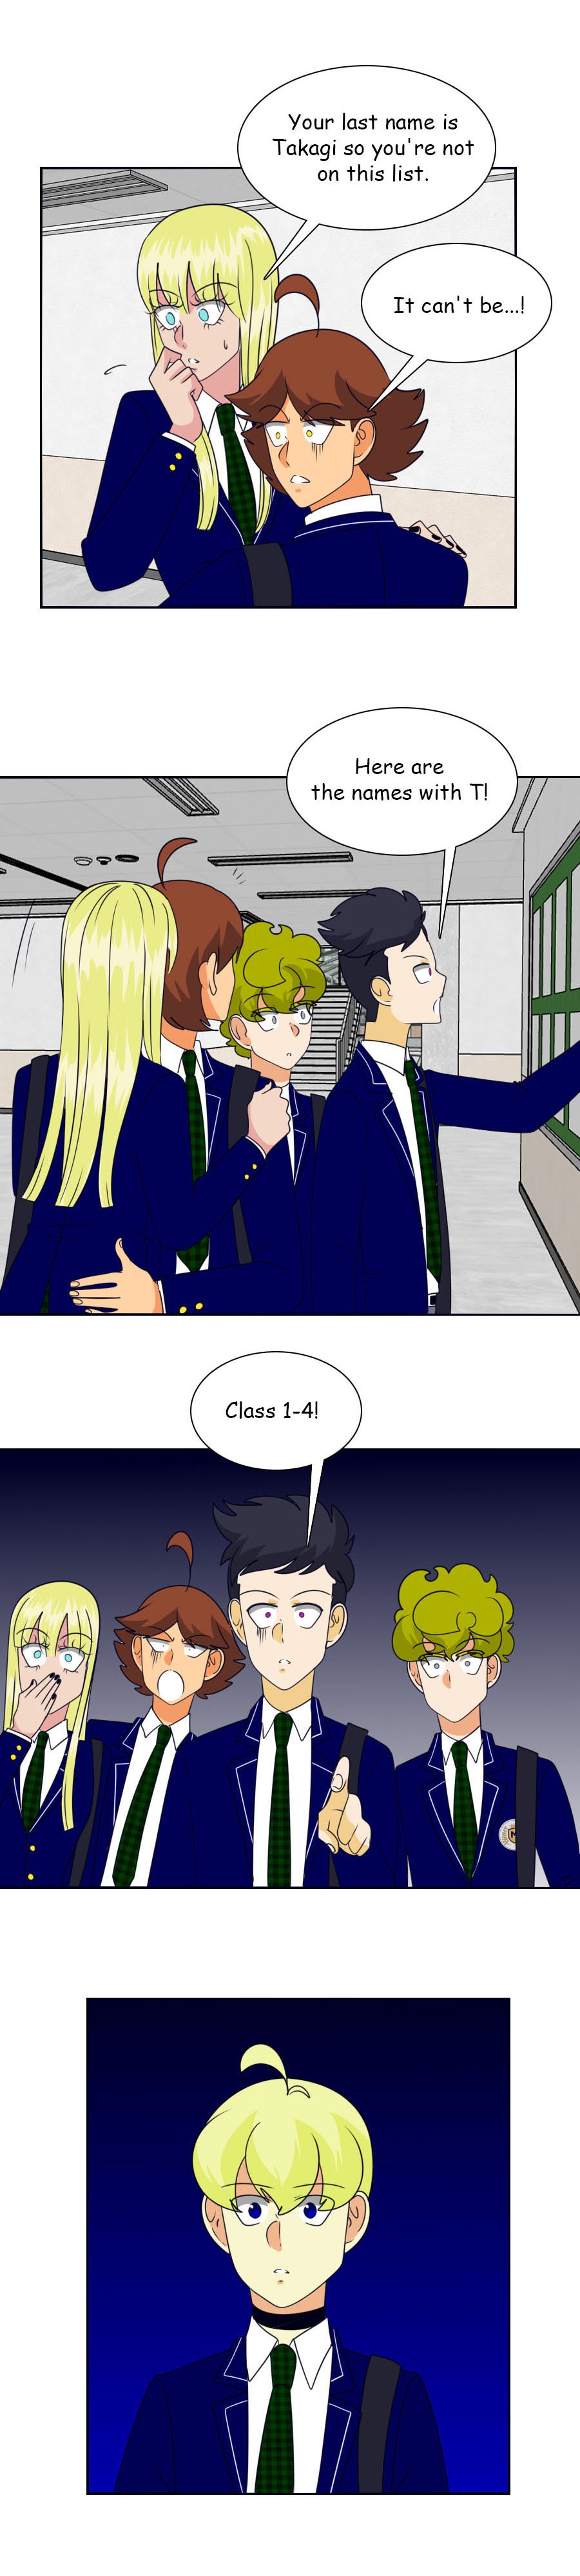 Your last name is
Takagi so you're not
on this list.
It can't be...!
Here are
the names with T!
Class 1-4!